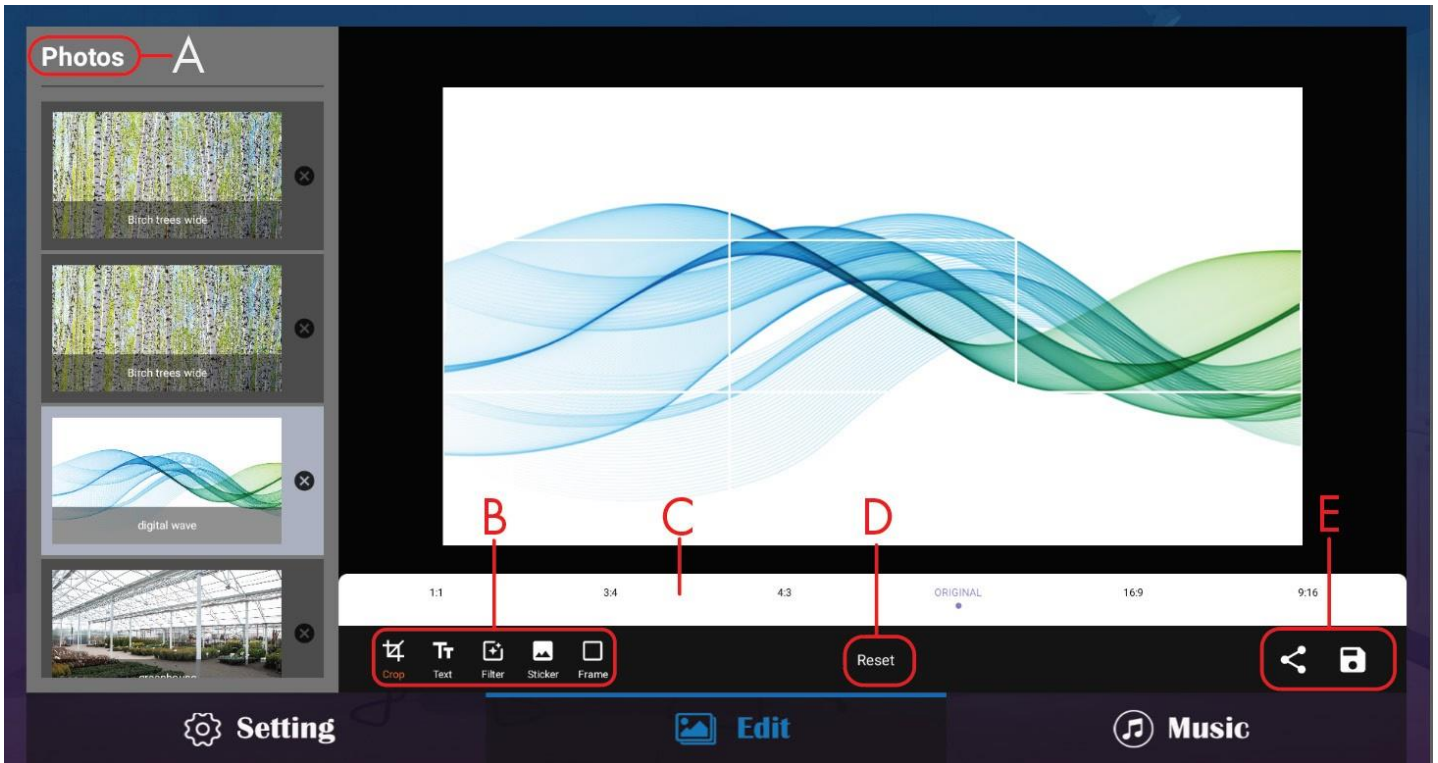 Photos A
Birch trees wide
Birch trees wide
digital wave
greenhouse
B C D E
1:1 3:4 4:3 ORIGINAL 16:9 9:16
Crop Text Filter Sticker Frame
Reset
Setting Edit Music